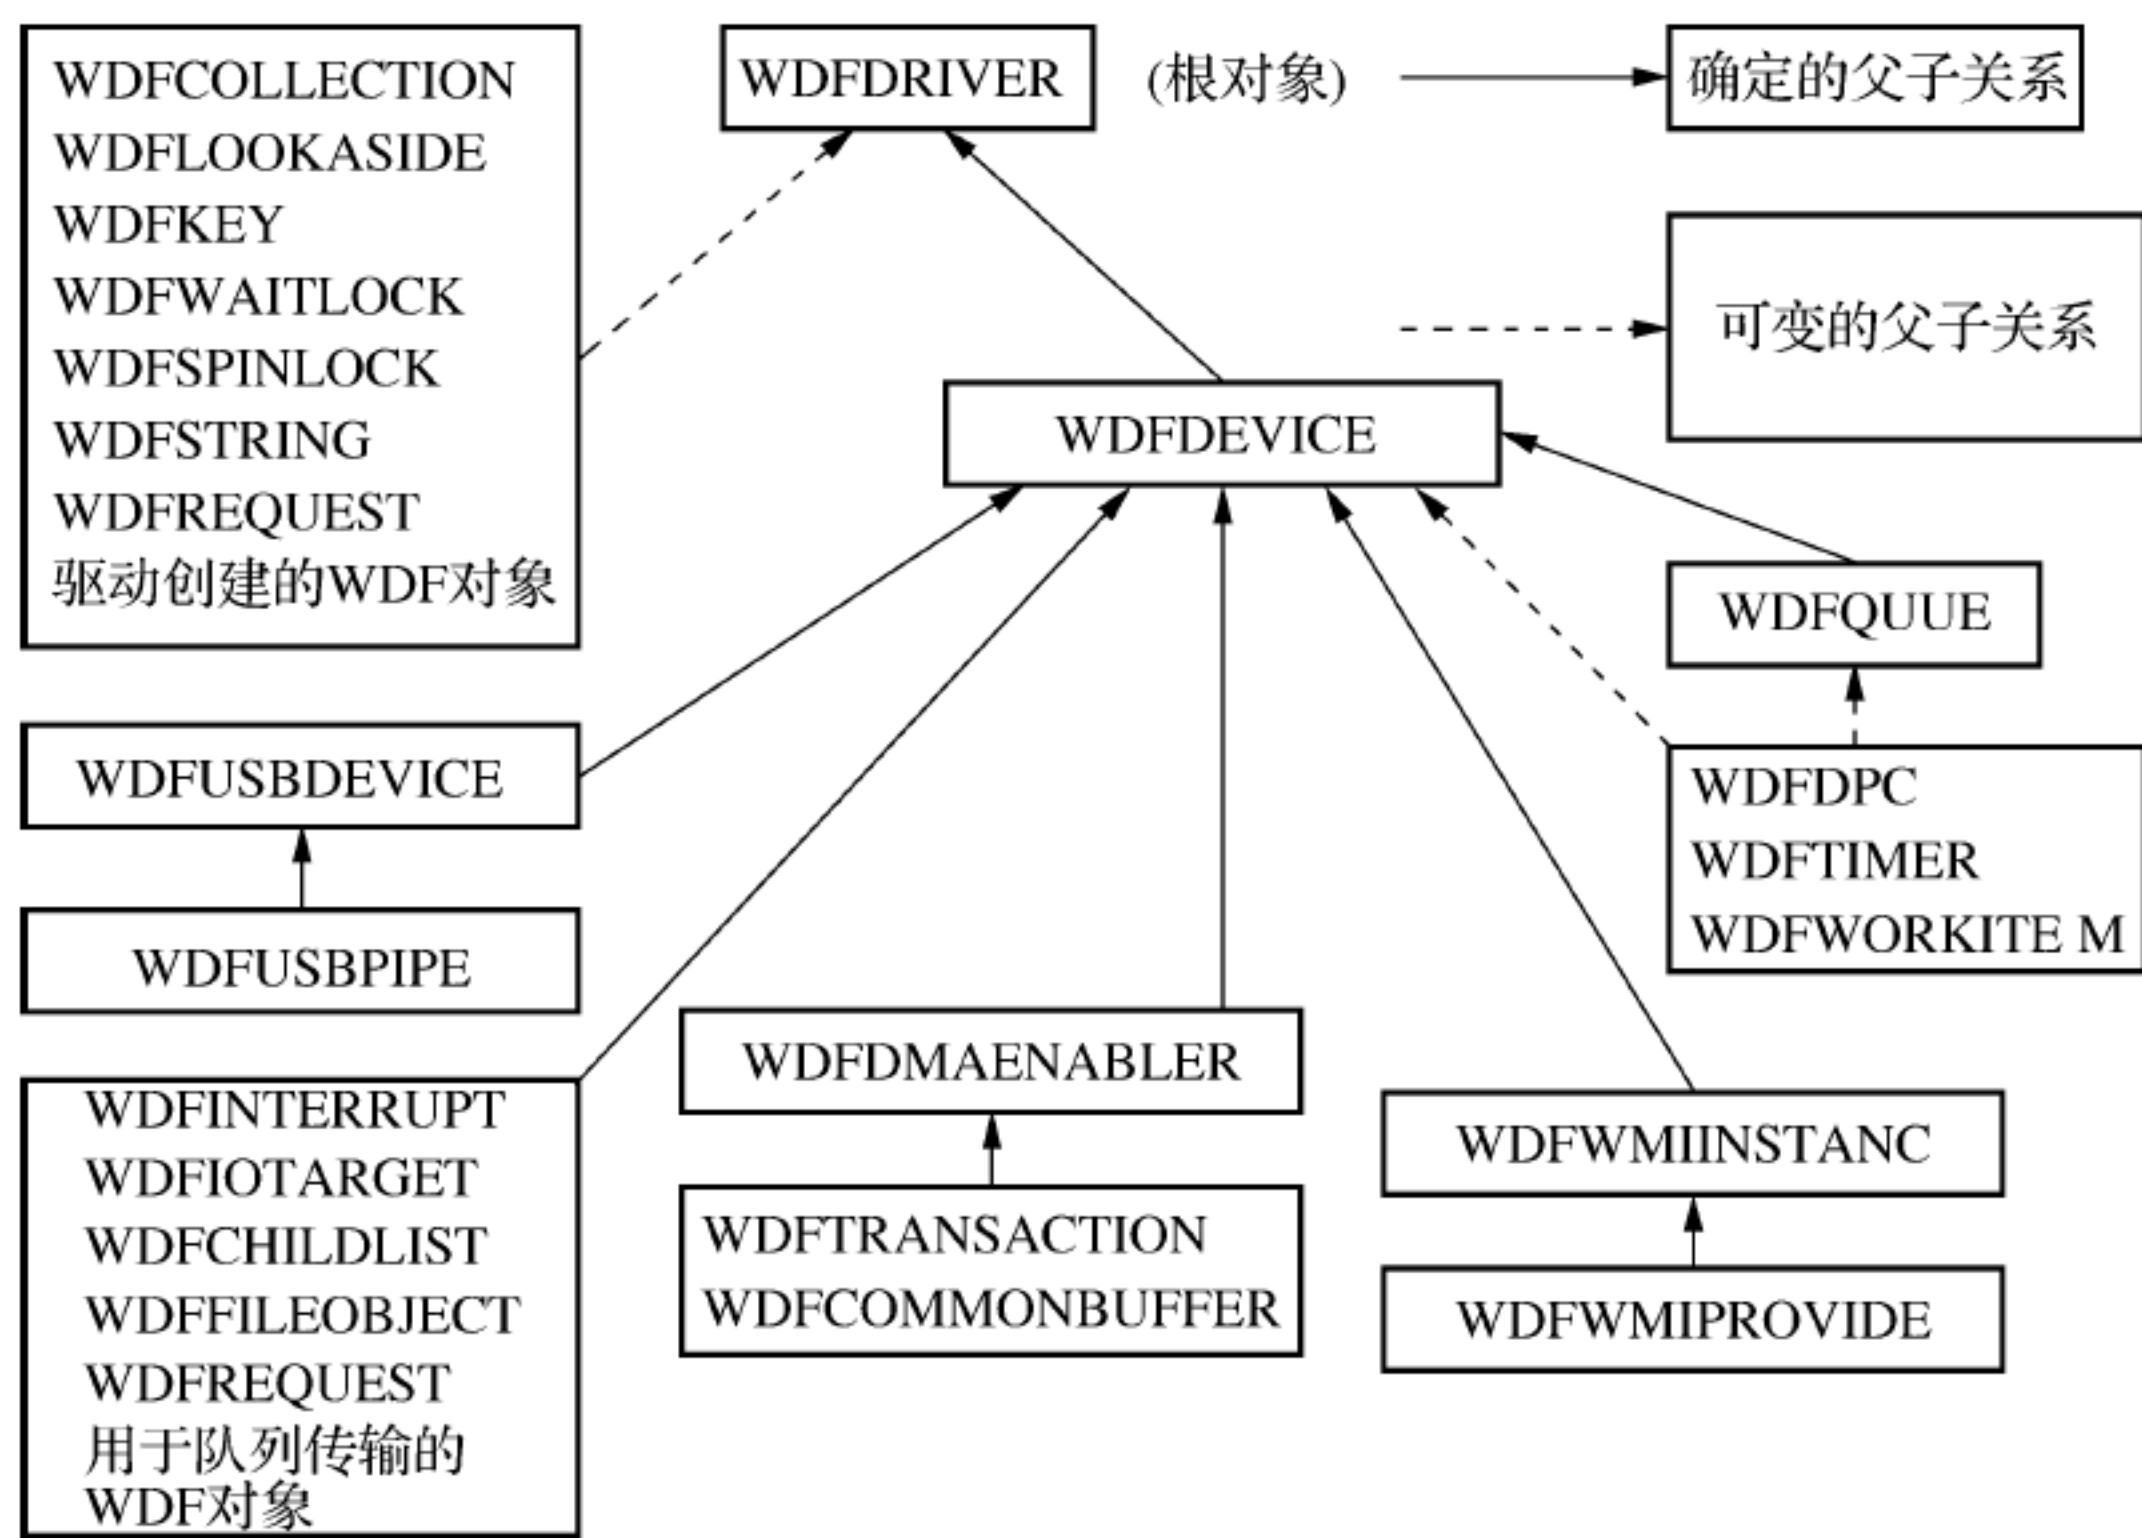 WDFCOLLECTION
WDFLOOKASIDE
WDFKEY
WDFWAITLOCK
WDFSPINLOCK
WDFSTRING
WDFREQUEST
驱动创建的WDF对象
WDFDRIVER
(根对象)
确定的父子关系
可变的父子关系
WDFDEVICE
WDFQUUE
WDFDPC
WDFTIMER
WDFWORKITE M
WDFUSBDEVICE
WDFUSBPIPE
WDFINTERRUPT
WDFIOTARGET
WDFCHILDLIST
WDFFILEOBJECT
WDFREQUEST
用于队列传输的
WDF对象
WDFDMAENABLER
WDFTRANSACTION
WDFCOMMONBUFFER
WDFWMIINSTANC
WDFWMIPROVIDE